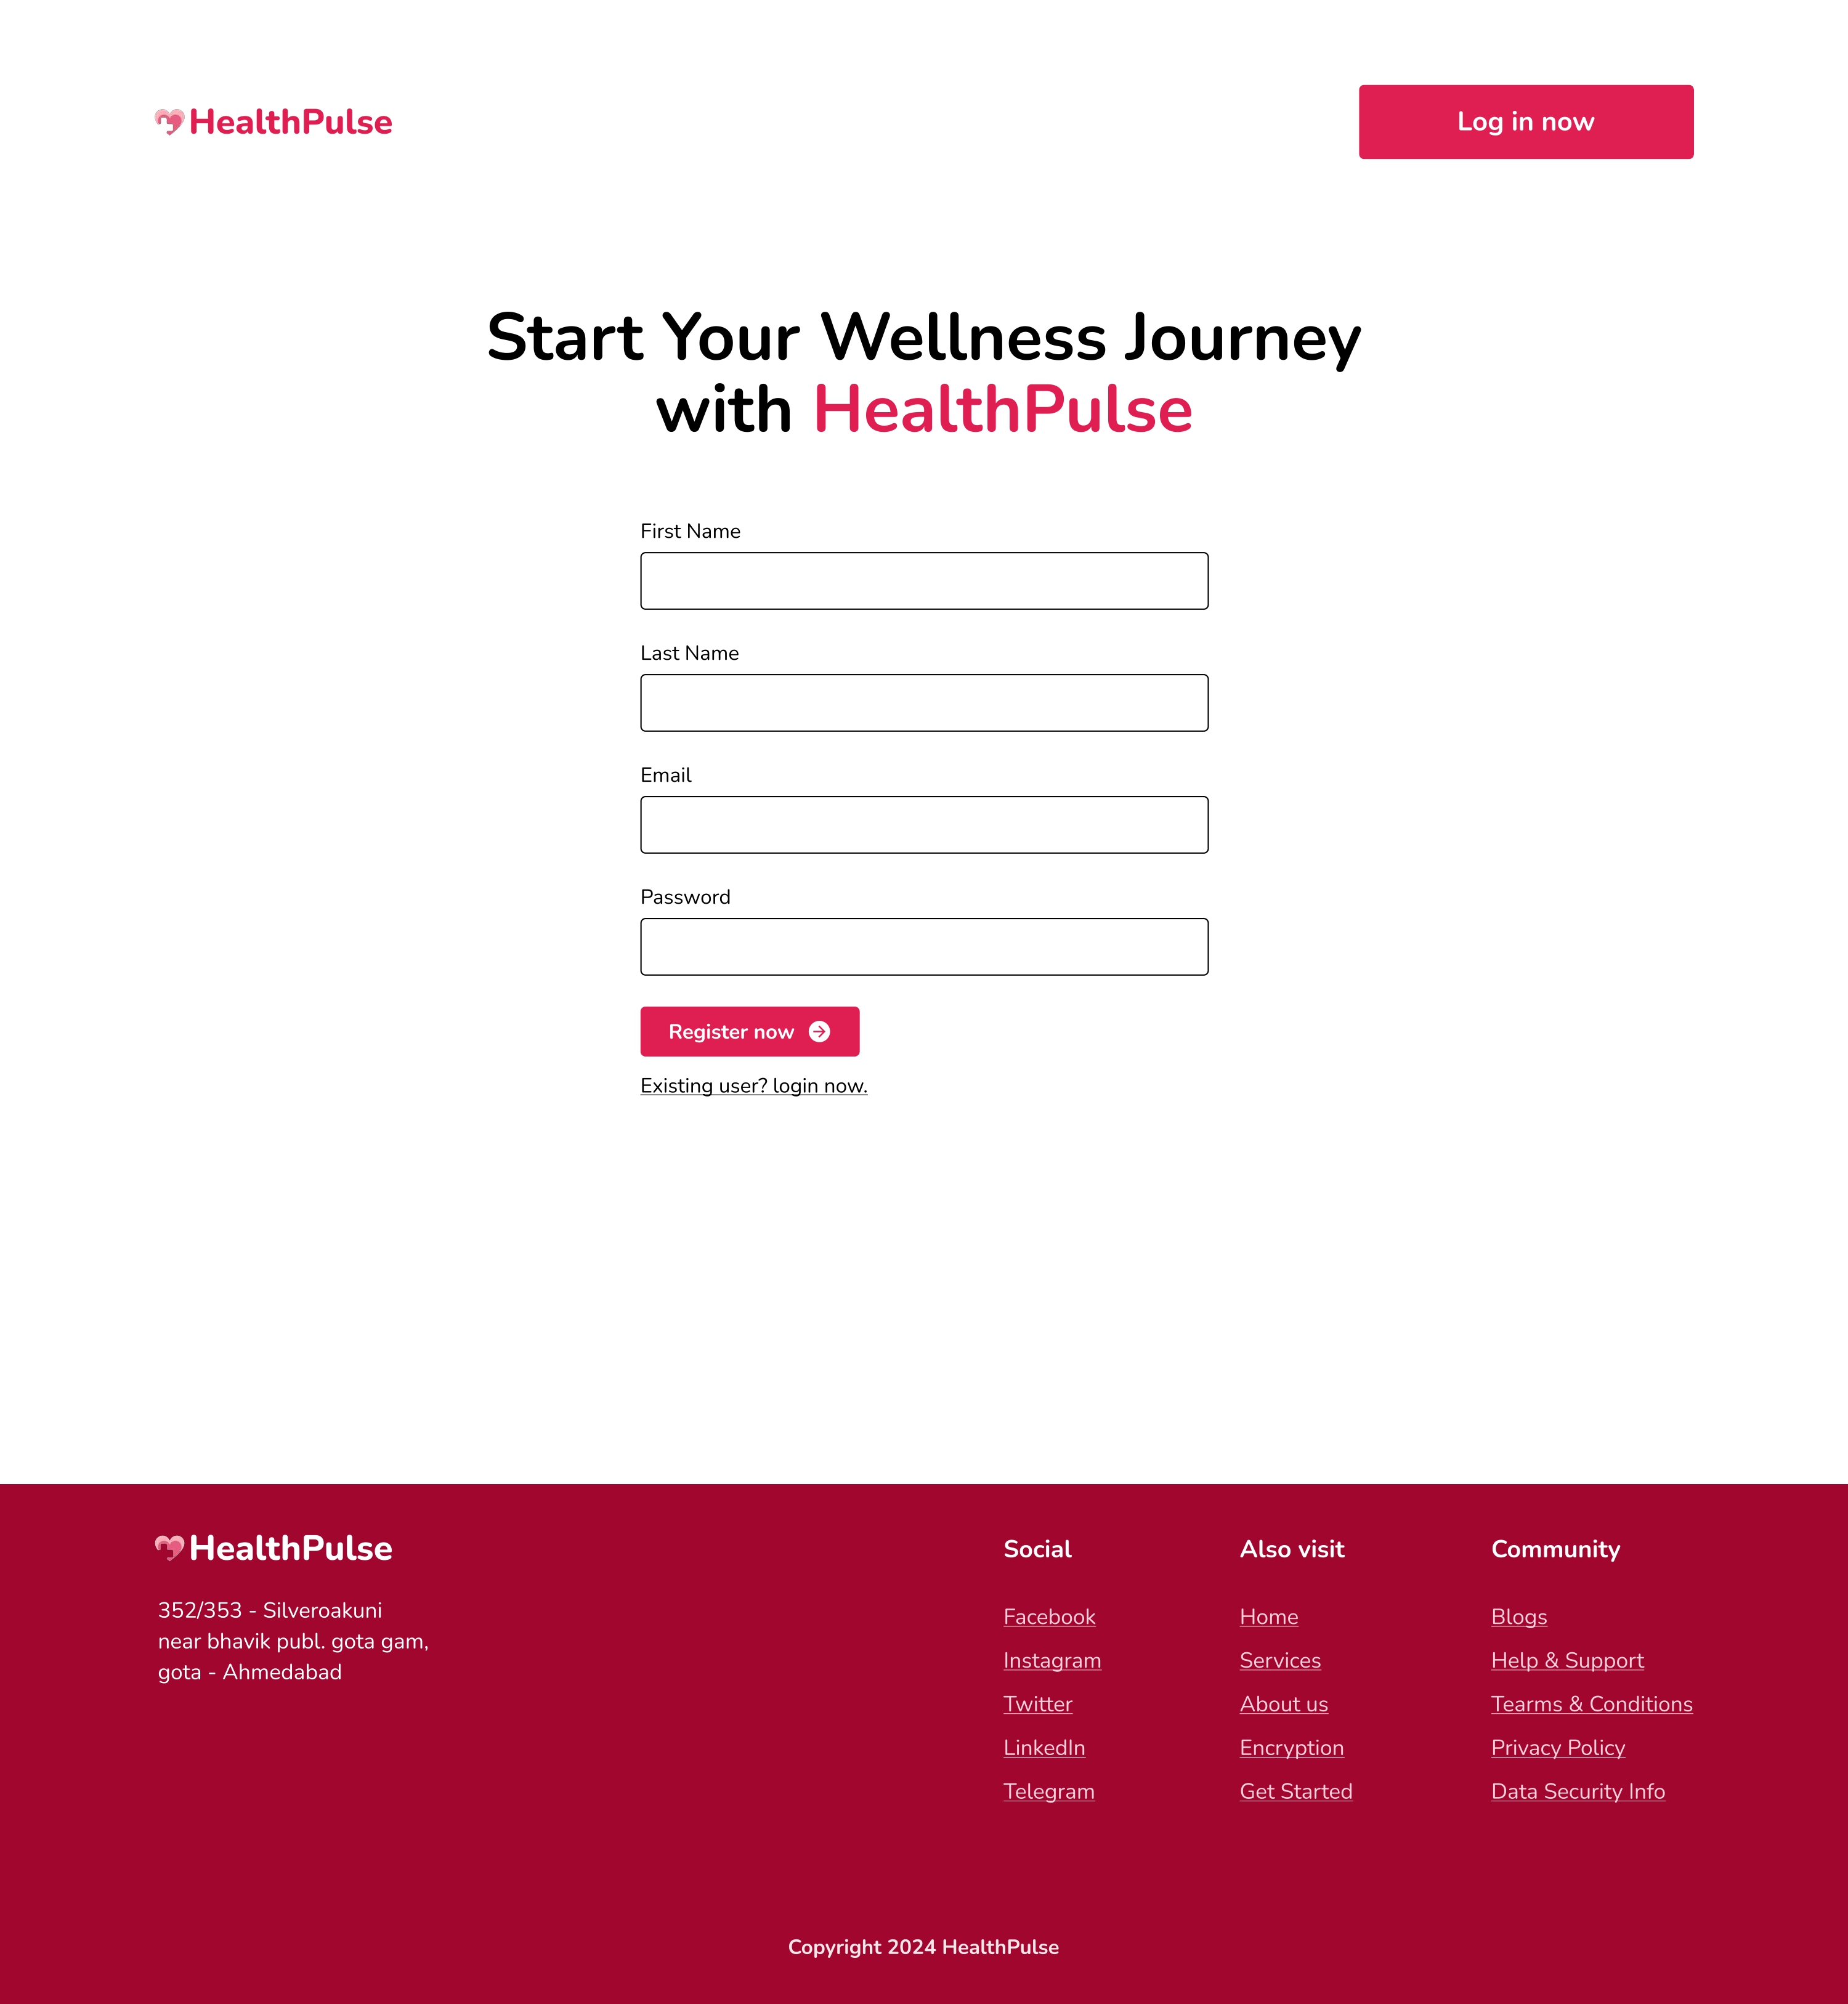 HealthPulse
Log in now
Start Your Wellness Journey
with HealthPulse
First Name
Last Name
Email
Password
Register now
Existing user? login now.
HealthPulse
352/353 - Silveroakuni
near bhavik publ. gota gam,
gota - Ahmedabad
Social
Facebook
Instagram
Twitter
LinkedIn
Telegram
Also visit
Home
Services
About us
Encryption
Get Started
Community
Blogs
Help & Support
Tearms & Conditions
Privacy Policy
Data Security Info
Copyright 2024 HealthPulse